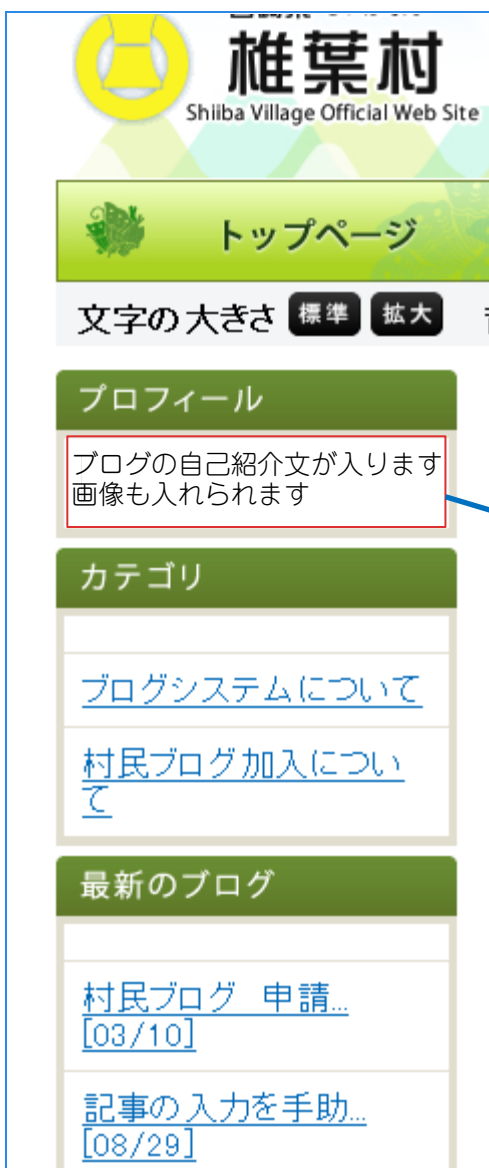 椎葉村
Shiiba Village Official Web Site
トップページ
文字の大きさ 標準 拡大
プロフィール
ブログの自己紹介文が入ります
画像も入れられます
カテゴリ
ブログシステムについて
村民ブログ加入につい
て
最新のブログ
村民ブログ 申請...
[03/10]
記事の入力を手助...
[08/29]